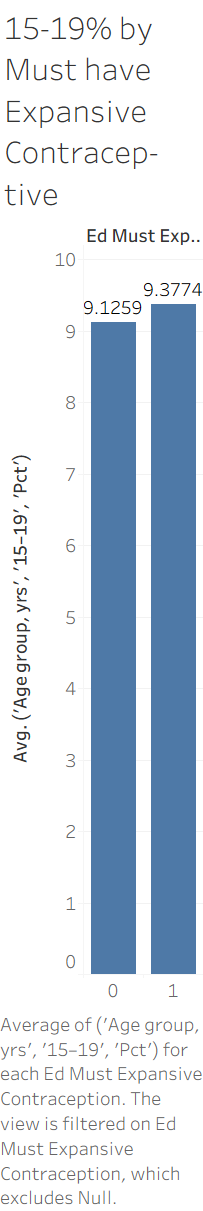 15-19% by
Must have
Expansive
Contracep-
tive
Ed Must Exp..
10
9.3774
9.1259
9
8
7
6
5
4
3
2
1
0
Avg. ('Age group, yrs', '15–19', 'Pct')
0 1
Average of ('Age group,
yrs', '15–19', 'Pct') for
each Ed Must Expansive
Contraception. The
view is filtered on Ed
Must Expansive
Contraception, which
excludes Null.